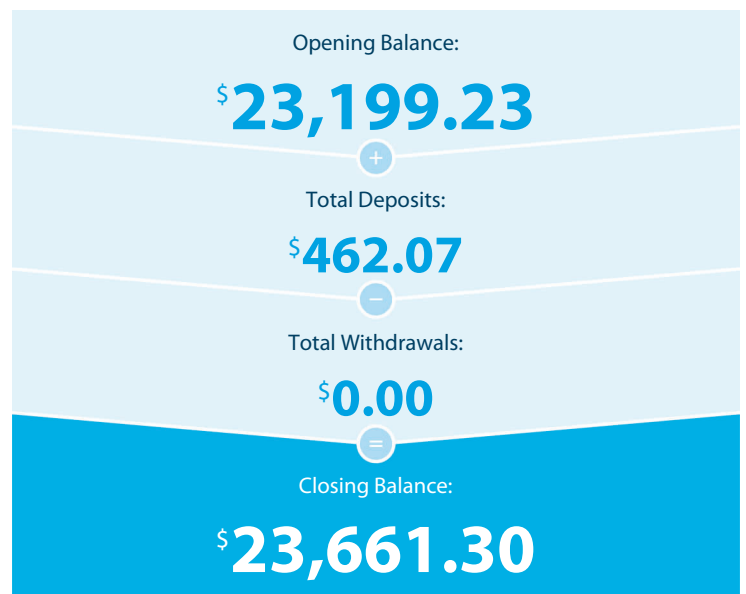 Opening Balance:
$23,199.23
+
Total Deposits:
$462.07
−
Total Withdrawals:
$0.00
=
Closing Balance:
$23,661.30